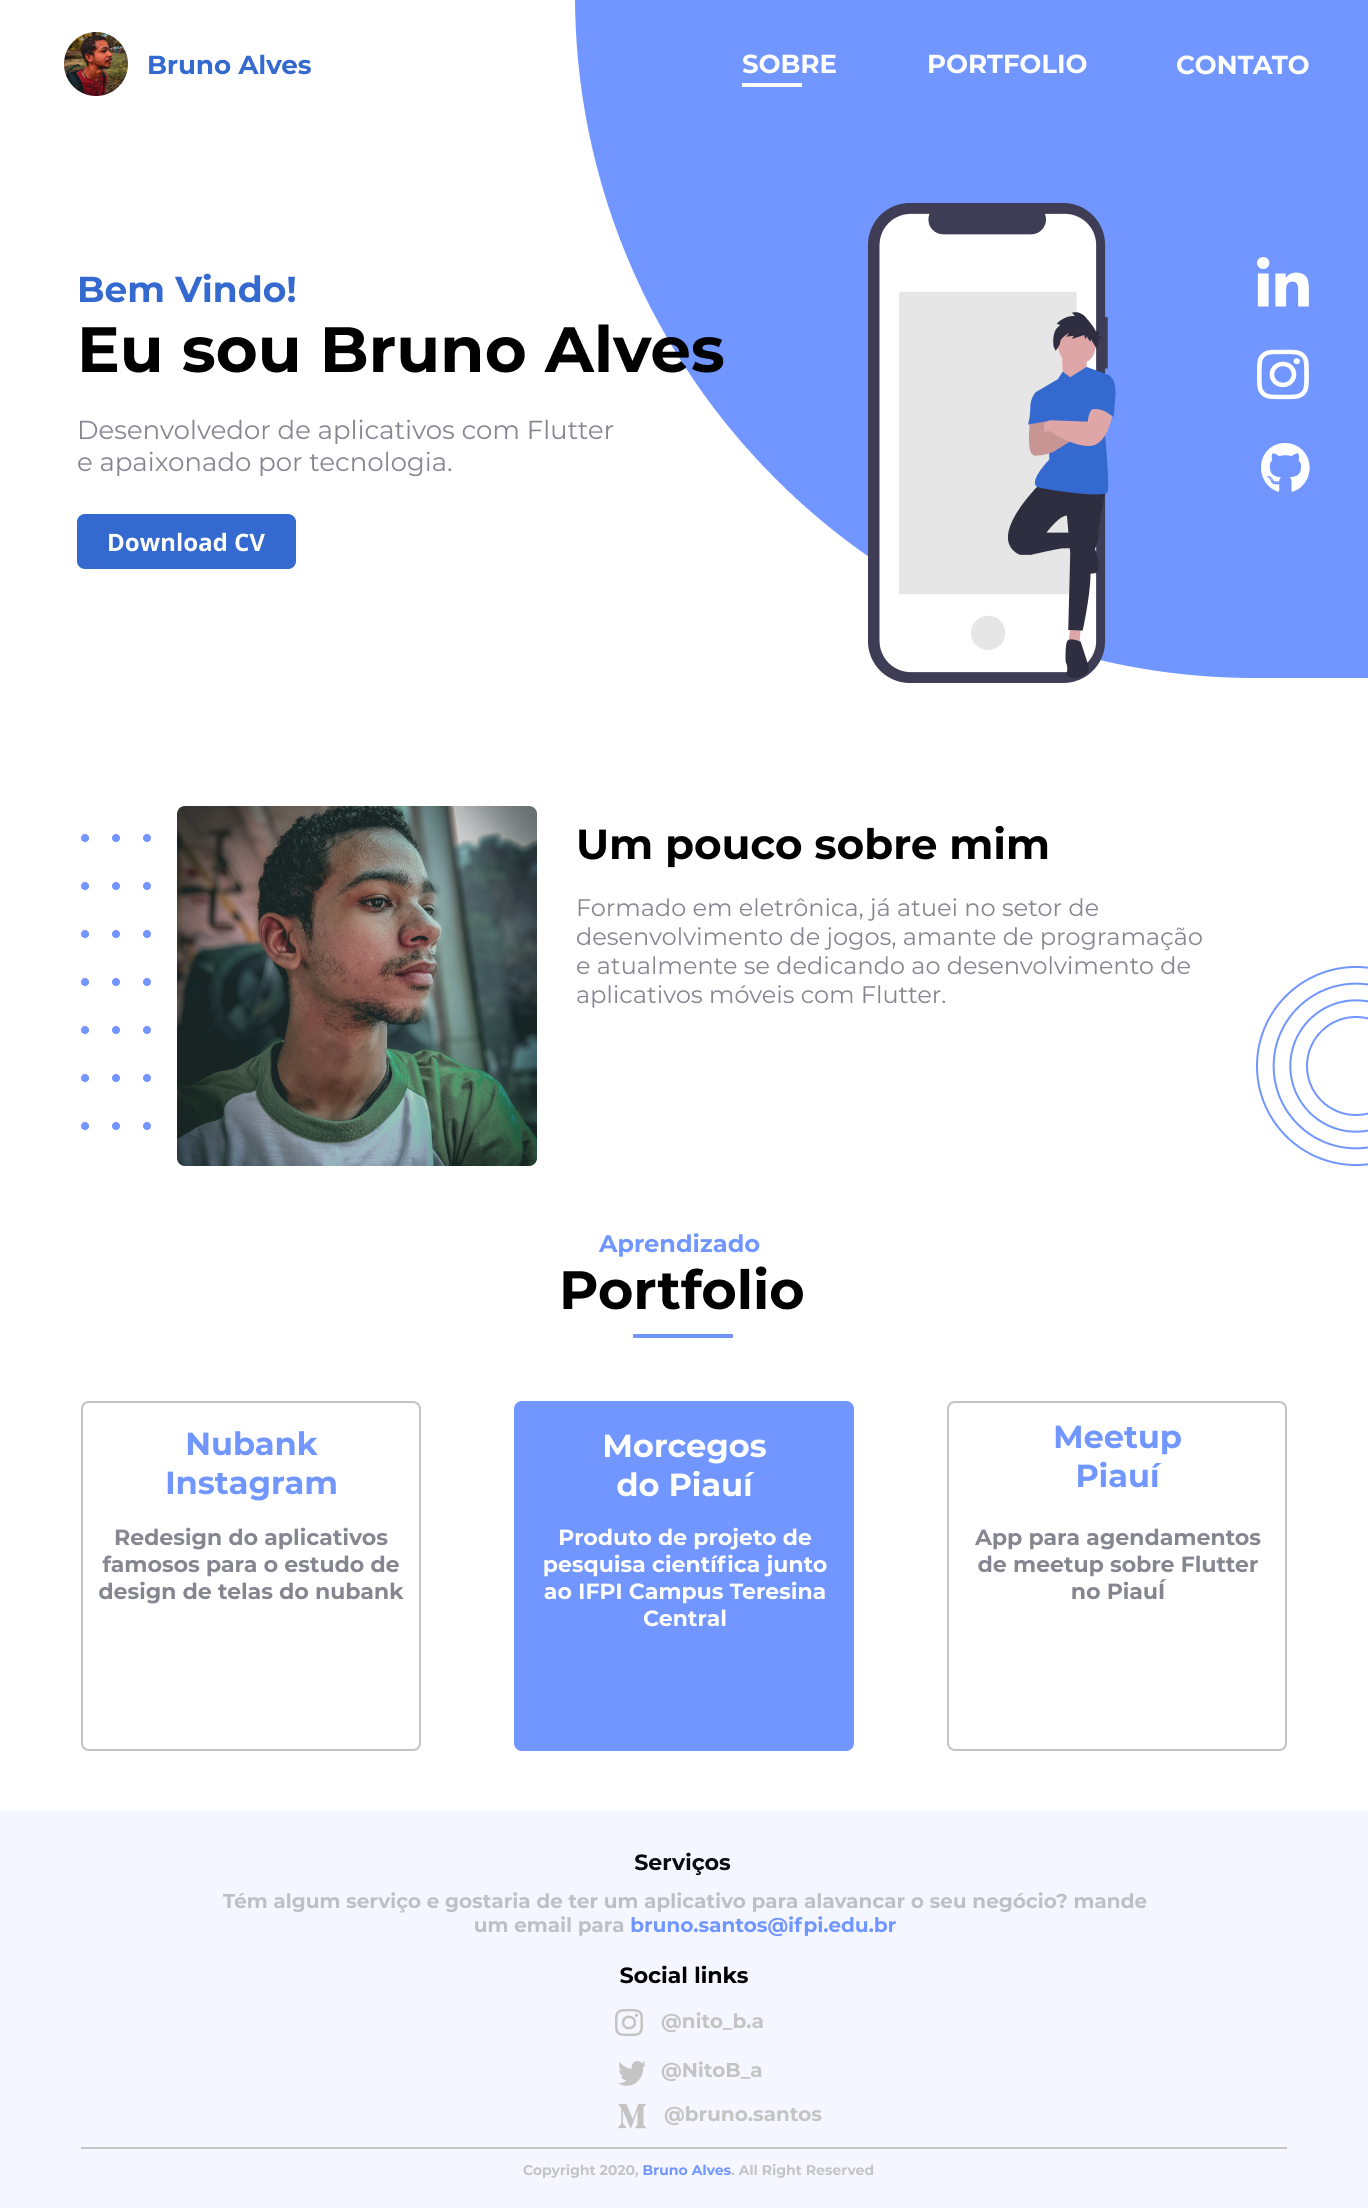 Bruno Alves
SOBRE
PORTFOLIO
CONTATO
Bem Vindo!
Eu sou Bruno Alves
Desenvolvedor de aplicativos com Flutter
e apaixonado por tecnologia.
Download CV
Um pouco sobre mim
Formado em eletrônica, já atuei no setor de
desenvolvimento de jogos, amante de programação
e atualmente se dedicando ao desenvolvimento de
aplicativos móveis com Flutter.
Aprendizado
Portfolio
Nubank
Instagram
Redesign do aplicativos
famosos para o estudo de
design de telas do nubank
Morcegos
do Piauí
Produto de projeto de
pesquisa científica junto
ao IFPI Campus Teresina
Central
Meetup
Piauí
App para agendamentos
de meetup sobre Flutter
no PiauÍ
Serviços
Tém algum serviço e gostaria de ter um aplicativo para alavancar o seu negócio? mande
um email para bruno.santos@ifpi.edu.br
Social links
@nito_b.a
@NitoB_a
@bruno.santos
Copyright 2020, Bruno Alves. All Right Reserved